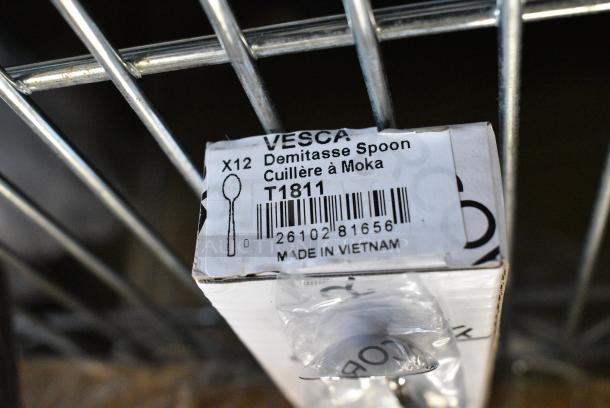 VESCA
X12 Demitasse Spoon
Cuillère à Moka
T1811
0 26102 81656
MADE IN VIETNAM